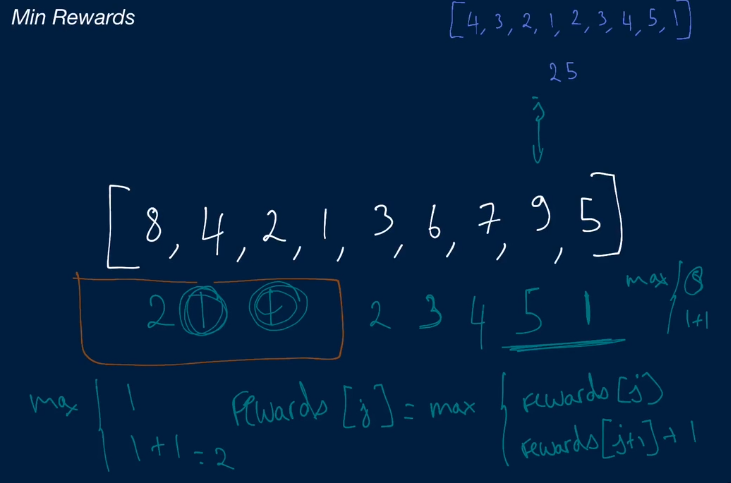 Min Rewards
[4, 3, 2, 1, 2, 3, 4, 5, 1]
25
j
[8, 4, 2, 1, 3, 6, 7, 9, 5]
2 1 2 3 4 5 1
max
1+1
max 1
1+1=2
rewards[j] = max rewards[j]
rewards[j+1]+1